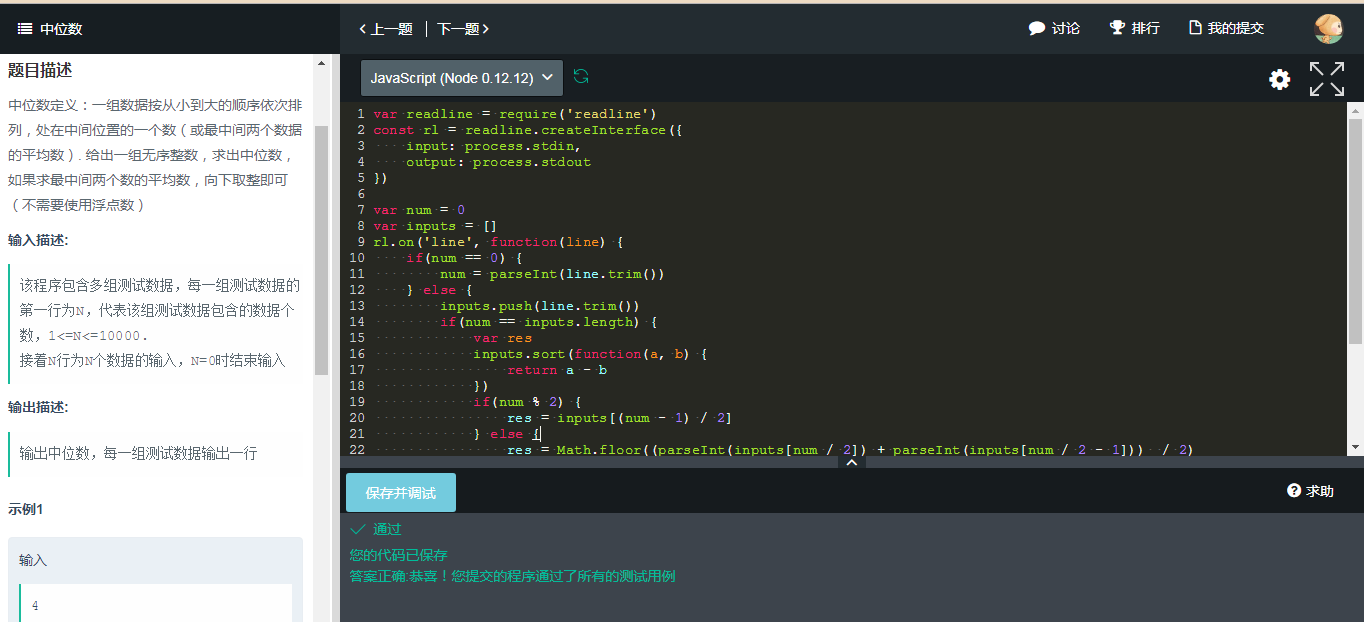 中位数
上一题 | 下一题
讨论 排行 我的提交
题目描述
中位数定义：一组数据按从小到大的顺序依次排
列，处在中间位置的一个数（或最中间两个数据
的平均数）. 给出一组无序整数，求出中位数，
如果求最中间两个数的平均数，向下取整即可
（不需要使用浮点数）
输入描述:
该程序包含多组测试数据，每一组测试数据的
第一行为N，代表该组测试数据包含的数据个
数，1<=N<=10000.
接着N行为N个数据的输入，N=0时结束输入
输出描述:
输出中位数，每一组测试数据输出一行
示例1
输入
4
JavaScript (Node 0.12.12)
1 var readline = require('readline')
2 const rl = readline.createInterface({
3     input: process.stdin,
4     output: process.stdout
5 })
6
7 var num = 0
8 var inputs = []
9 rl.on('line', function(line) {
10     if(num == 0) {
11         num = parseInt(line.trim())
12     } else {
13         inputs.push(line.trim())
14         if(num == inputs.length) {
15             var res
16             inputs.sort(function(a, b) {
17                 return a - b
18             })
19             if(num % 2) {
20                 res = inputs[(num - 1) / 2]
21             } else {
22                 res = Math.floor((parseInt(inputs[num / 2]) + parseInt(inputs[num / 2 - 1])) / 2)
保存并调试
求助
通过
您的代码已保存
答案正确:恭喜！您提交的程序通过了所有的测试用例